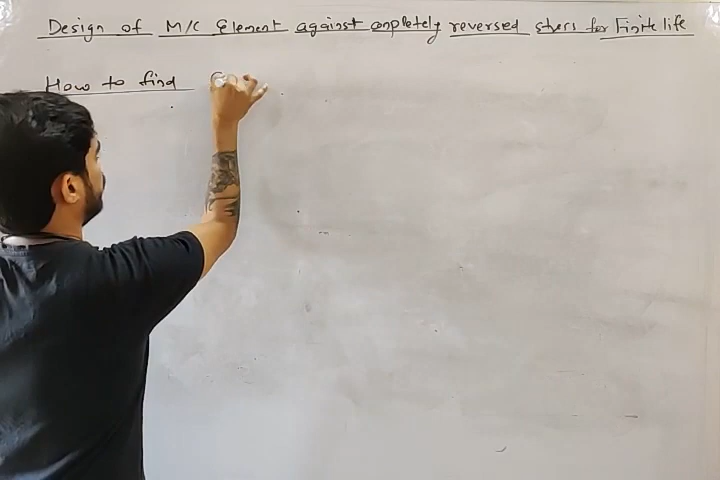 Design of M/C Element against completely reversed stress for Finite life
How to find